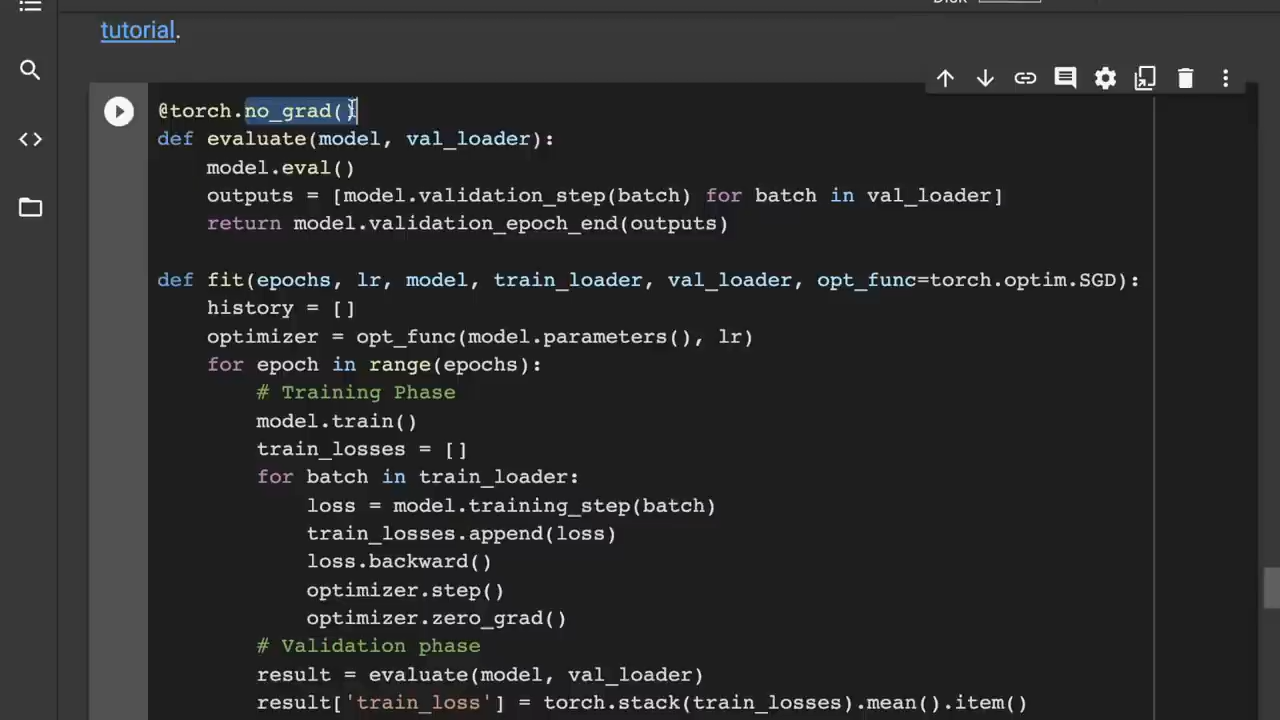 tutorial.
@torch.no_grad()
def evaluate(model, val_loader):
    model.eval()
    outputs = [model.validation_step(batch) for batch in val_loader]
    return model.validation_epoch_end(outputs)
def fit(epochs, lr, model, train_loader, val_loader, opt_func=torch.optim.SGD):
    history = []
    optimizer = opt_func(model.parameters(), lr)
    for epoch in range(epochs):
        # Training Phase
        model.train()
        train_losses = []
        for batch in train_loader:
            loss = model.training_step(batch)
            train_losses.append(loss)
            loss.backward()
            optimizer.step()
            optimizer.zero_grad()
        # Validation phase
        result = evaluate(model, val_loader)
        result['train_loss'] = torch.stack(train_losses).mean().item()